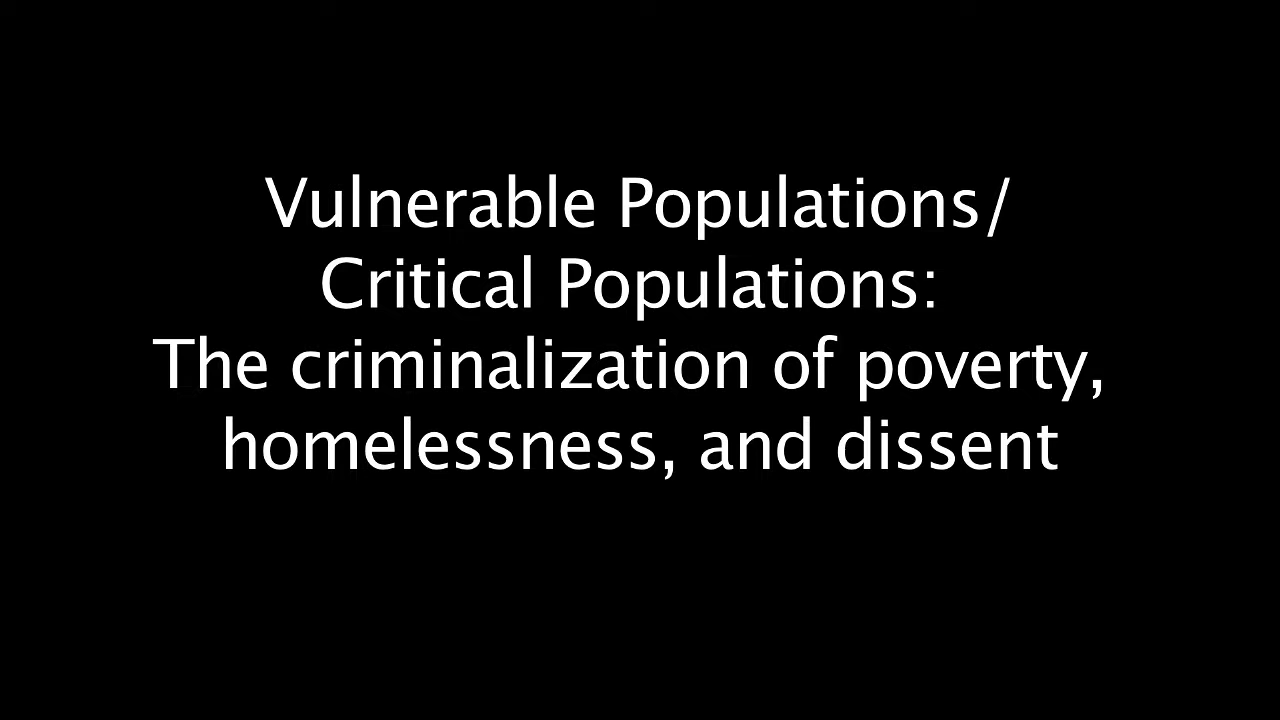 Vulnerable Populations/
Critical Populations:
The criminalization of poverty,
homelessness, and dissent